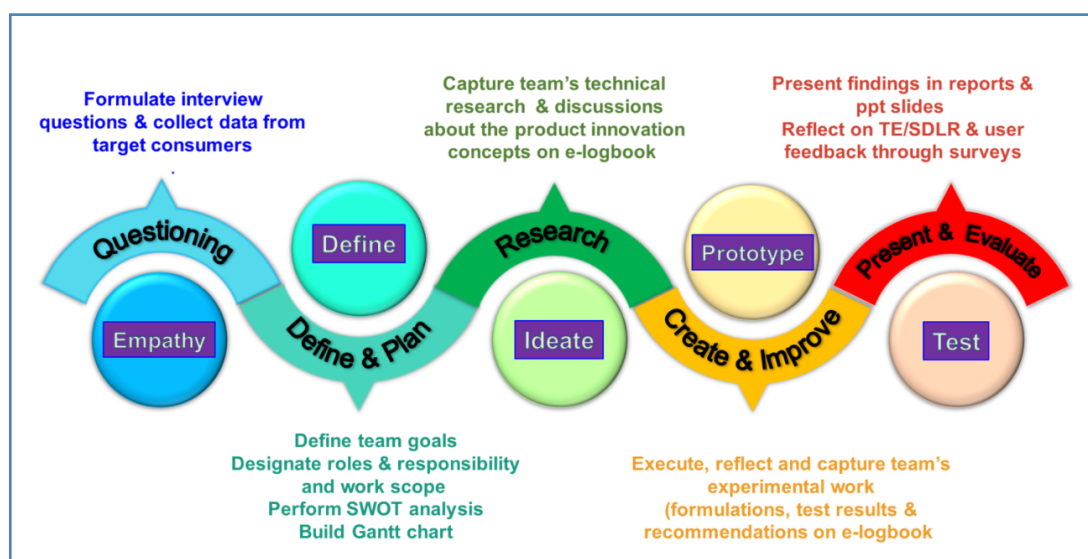 Formulate interview
questions & collect data from
target consumers
.
Questioning
Empathy
Define
Define & Plan
Define team goals
Designate roles & responsibility
and work scope
Perform SWOT analysis
Build Gantt chart
Capture team's technical
research & discussions
about the product innovation
concepts on e-logbook
Research
Ideate
Prototype
Create & Improve
Execute, reflect and capture team's
experimental work
(formulations, test results &
recommendations on e-logbook
Present findings in reports &
ppt slides
Reflect on TE/SDLR & user
feedback through surveys
Present & Evaluate
Test